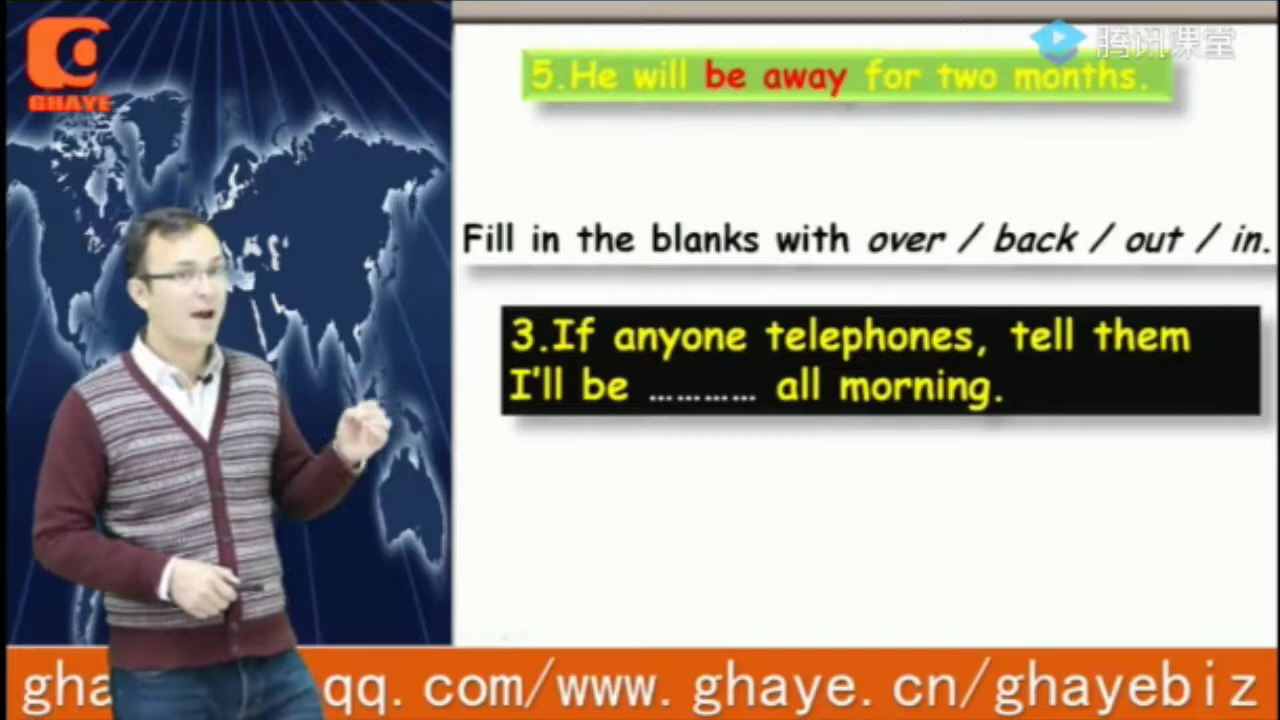 GHAYE
腾讯课堂
5.He will be away for two months.
Fill in the blanks with over / back / out / in.
3.If anyone telephones, tell them
I'll be ………… all morning.
gha
qq. com/www. ghaye. cn/ghayebiz